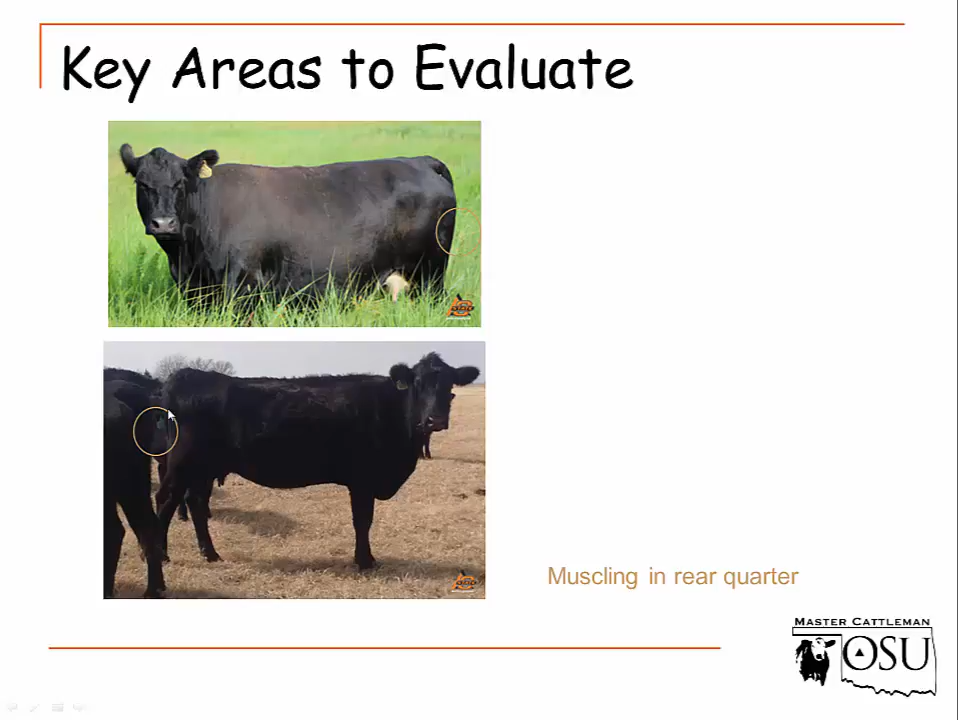 Key Areas to Evaluate
Muscling in rear quarter
MASTER CATTLEMAN
OSU